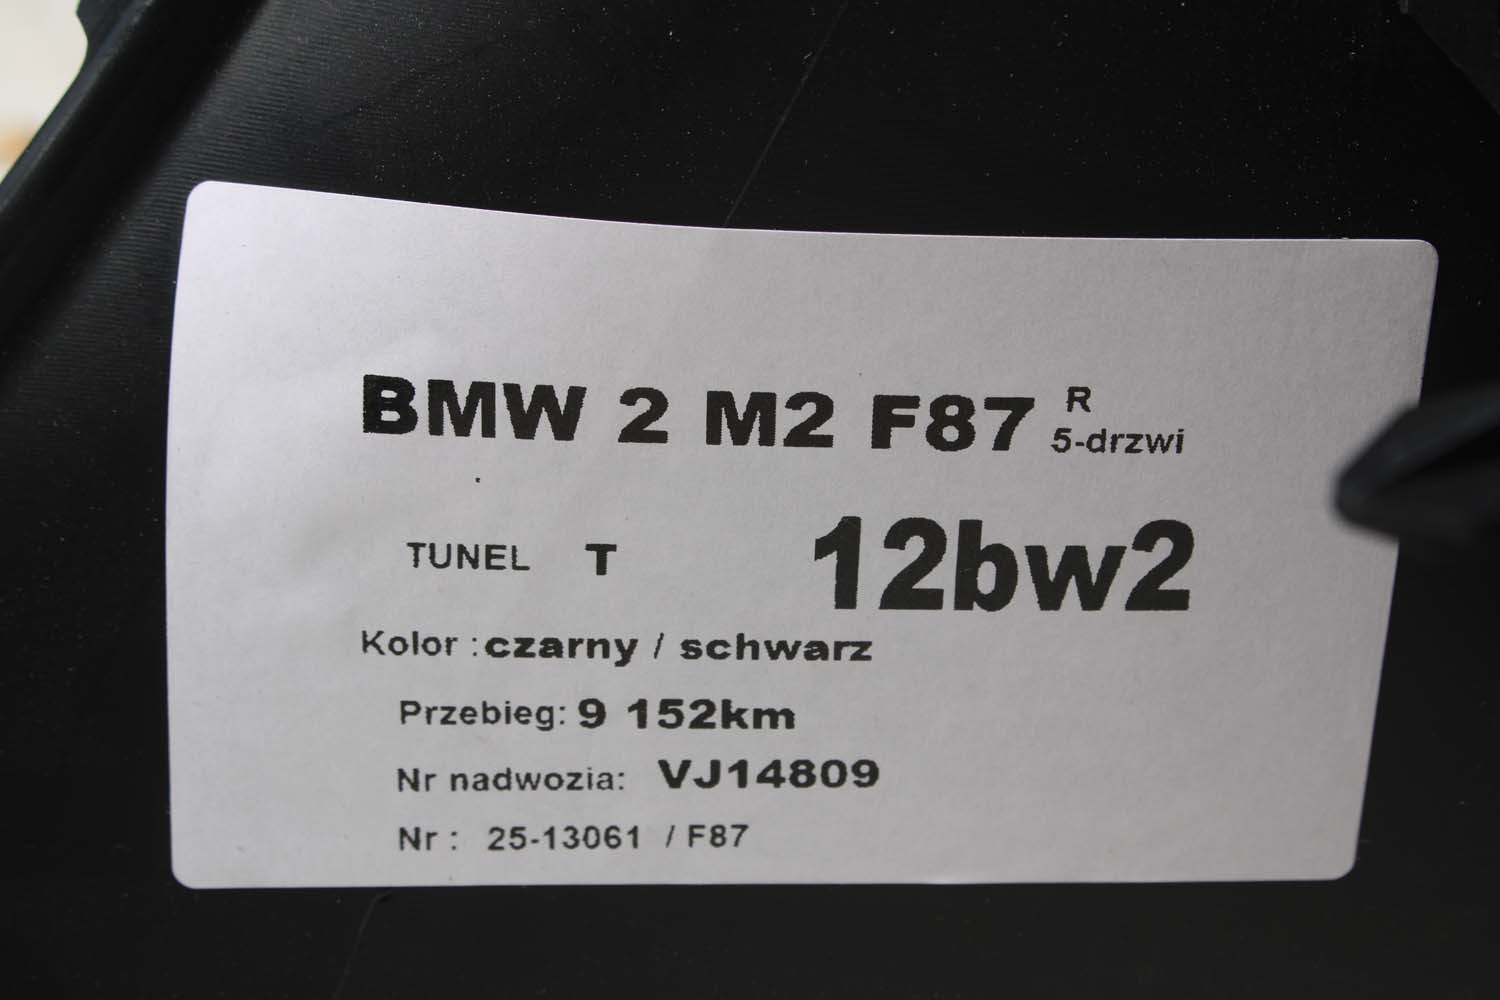 BMW 2 M2 F87 R
5-drzwi
TUNEL T 12bw2
Kolor : czarny / schwarz
Przebieg: 9 152km
Nr nadwozia: VJ14809
Nr : 25-13061 / F87